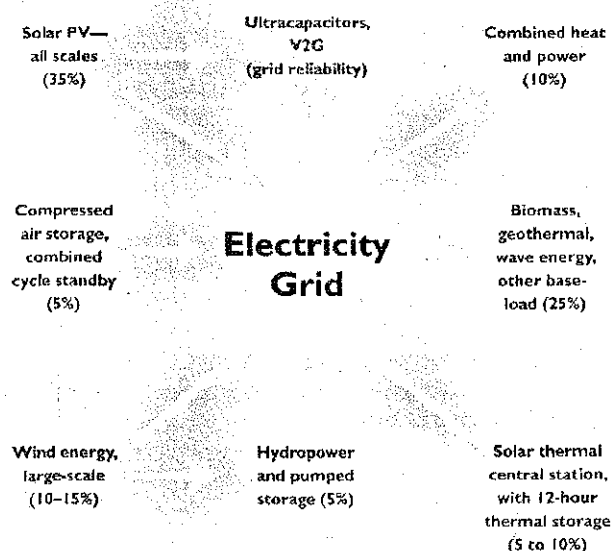 Solar PV—
all scales
(35%)
Ultracapacitors,
V2G
(grid reliability)
Combined heat
and power
(10%)
Compressed
air storage,
combined
cycle standby
(5%)
Electricity
Grid
Biomass,
geothermal,
wave energy,
other base-
load (25%)
Wind energy,
large-scale
(10–15%)
Hydropower
and pumped
storage (5%)
Solar thermal
central station,
with 12-hour
thermal storage
(5 to 10%)